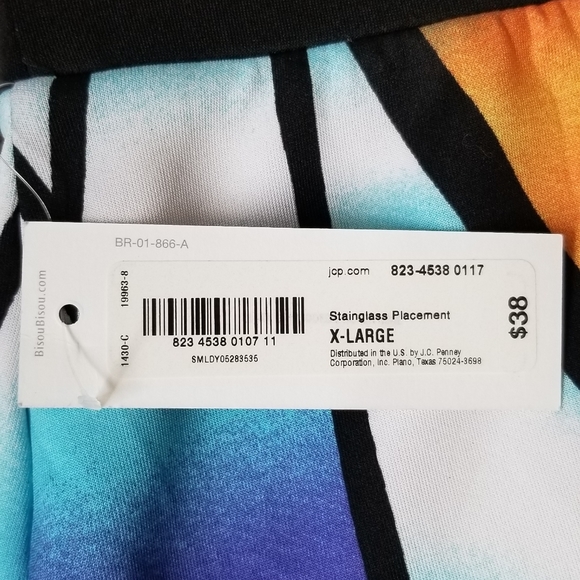 BR-01-866-A
BisouBisou.com
1430-C 19963-8
823 4538 0107 11
SMLDY05283535
jcp.com 823-4538 0117
Stainglass Placement
X-LARGE
Distributed in the U.S. by J.C. Penney
Corporation, Inc. Plano, Texas 75024-3698
$38